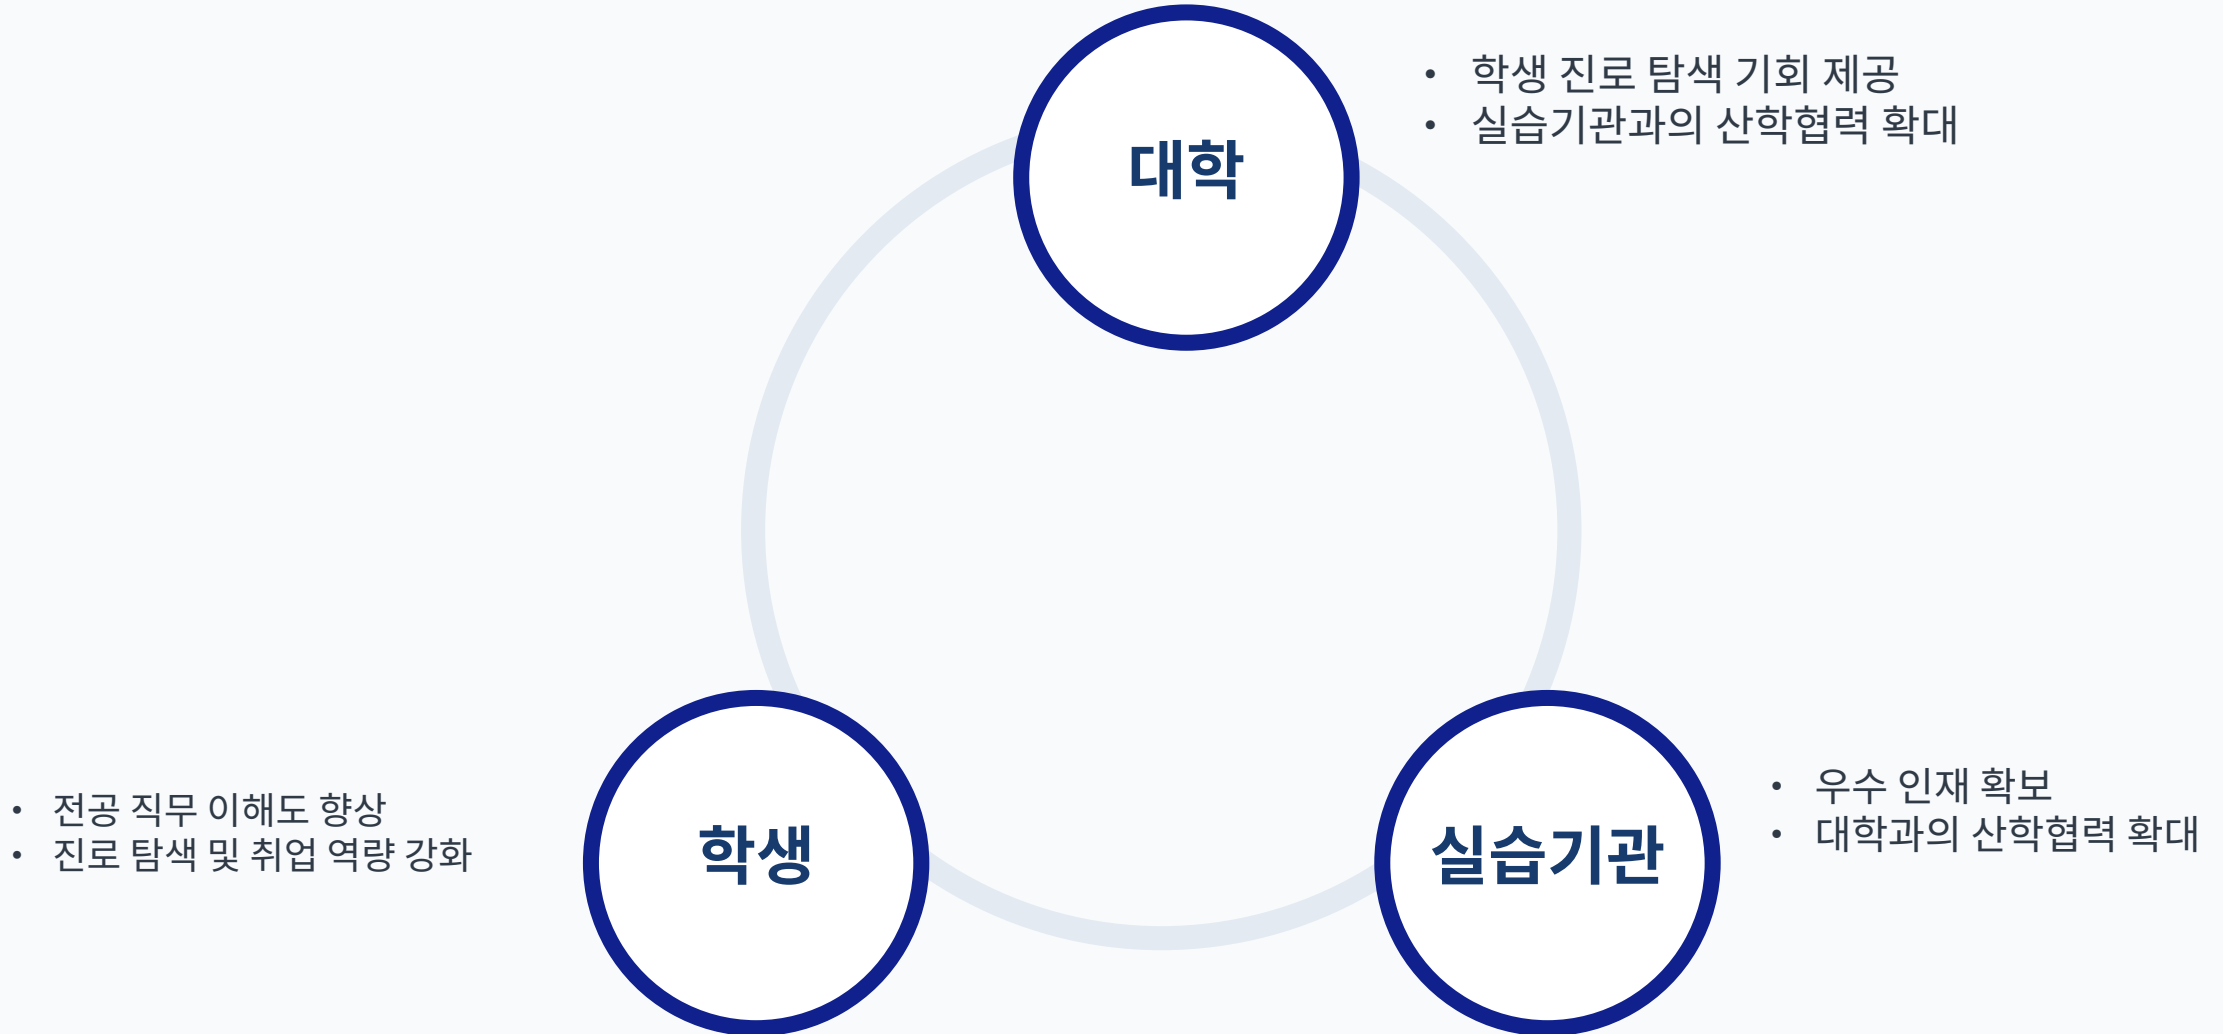 대학
• 학생 진로 탐색 기회 제공
• 실습기관과의 산학협력 확대
학생
• 전공 직무 이해도 향상
• 진로 탐색 및 취업 역량 강화
실습기관
• 우수 인재 확보
• 대학과의 산학협력 확대